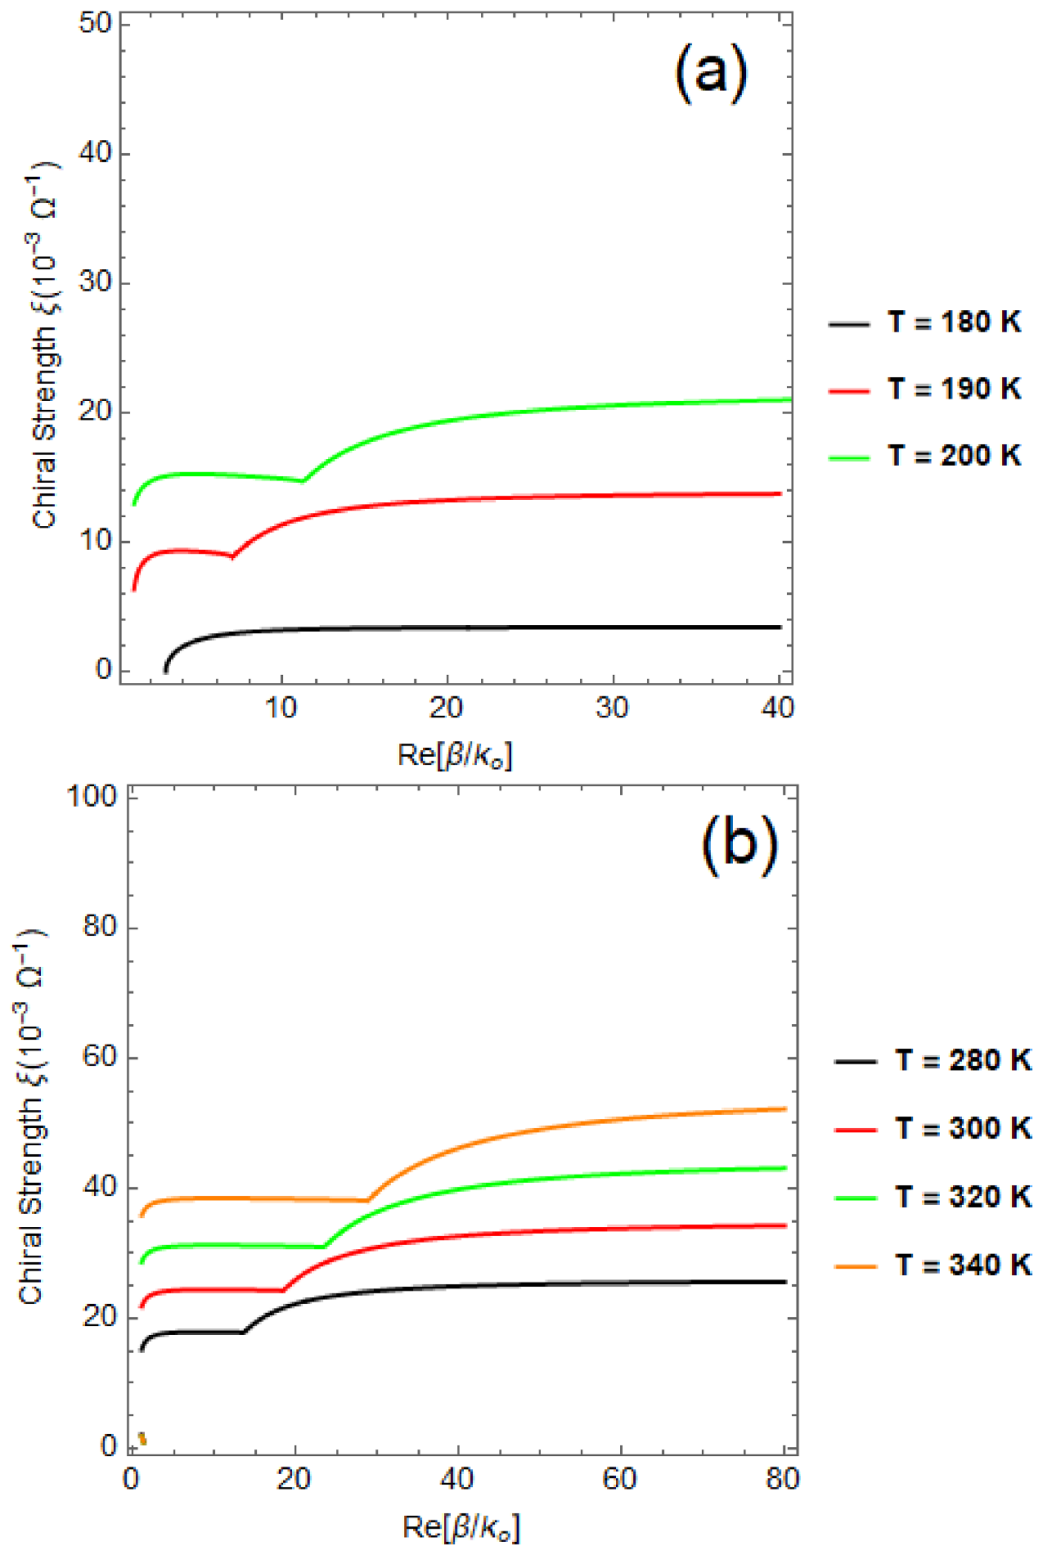 50
(a)
40
30
20
10
0
Chiral Strength ξ(10⁻³ Ω⁻¹)
10 20 30 40
Re[β/κₒ]
T = 180 K
T = 190 K
T = 200 K
100
(b)
80
60
40
20
0
Chiral Strength ξ(10⁻³ Ω⁻¹)
0 20 40 60 80
Re[β/κₒ]
T = 280 K
T = 300 K
T = 320 K
T = 340 K